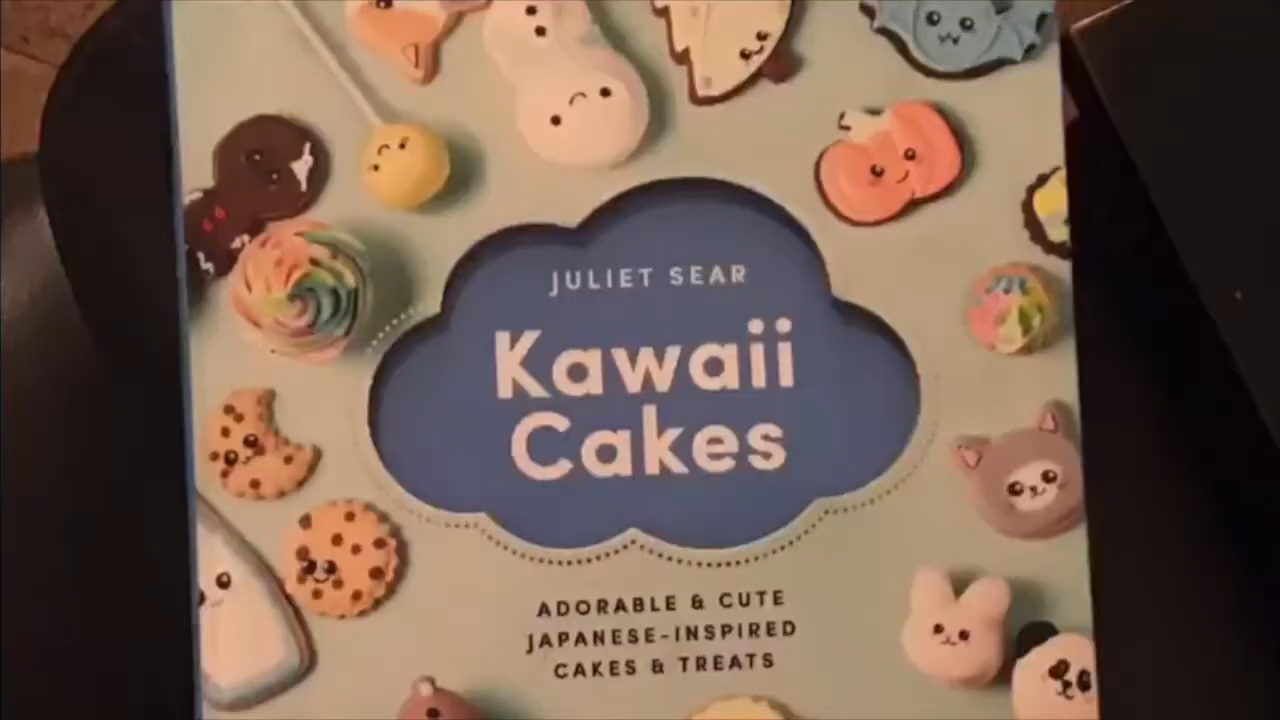 JULIET SEAR
Kawaii
Cakes
ADORABLE & CUTE
JAPANESE-INSPIRED
CAKES & TREATS